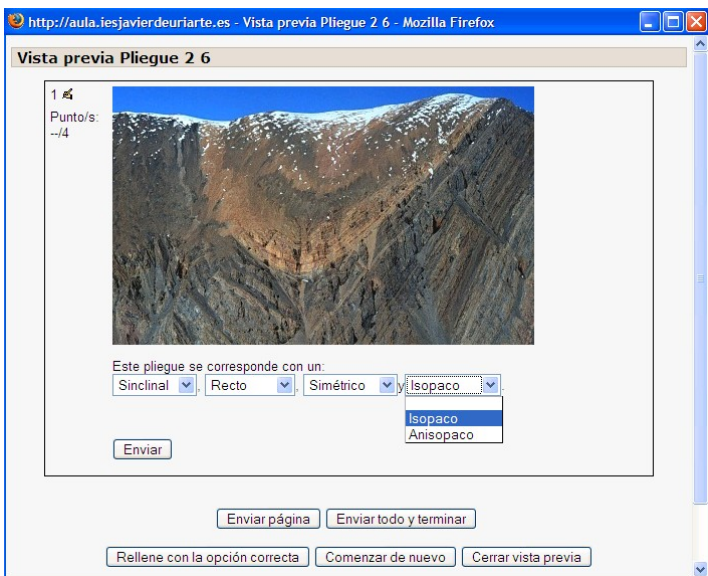 http://aula.iesjavierdeuriarte.es - Vista previa Pliegue 2 6 - Mozilla Firefox
Vista previa Pliegue 2 6
1
Punto/s:
--/4
Este pliegue se corresponde con un:
Sinclinal , Recto , Simétrico y Isopaco .
Isopaco
Anisopaco
Enviar
Enviar página Enviar todo y terminar
Rellene con la opción correcta Comenzar de nuevo Cerrar vista previa